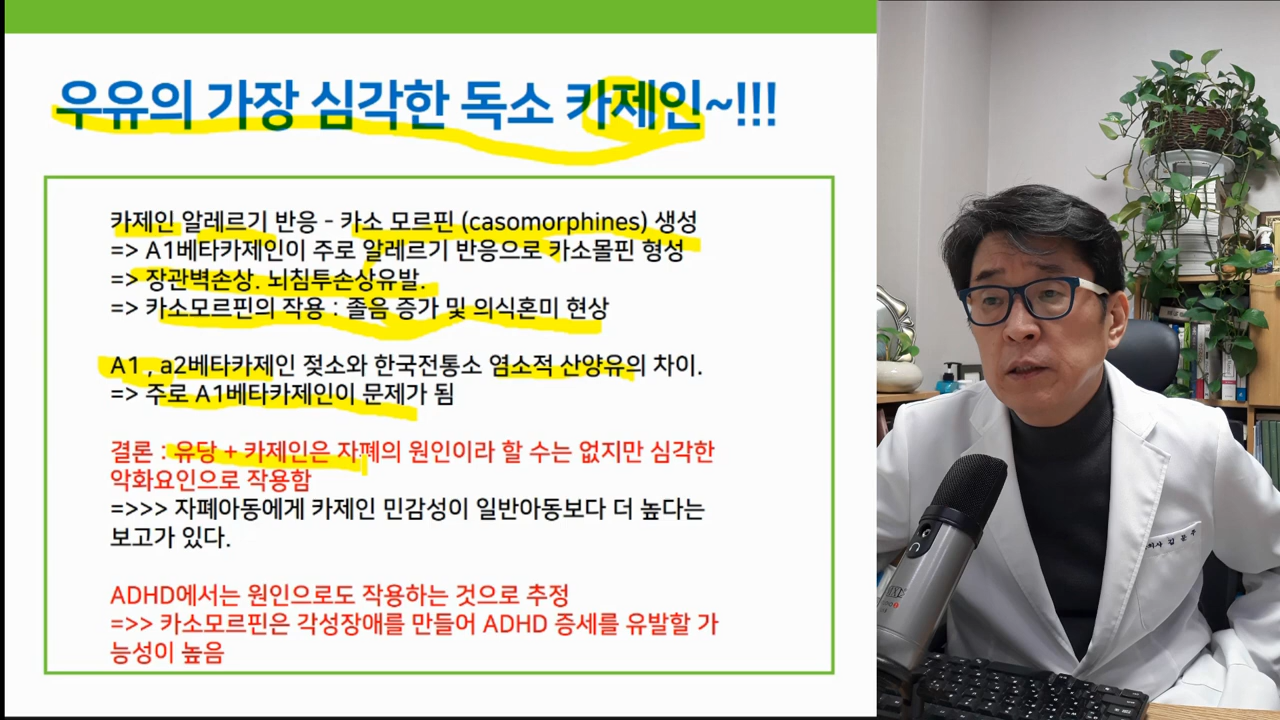 우유의 가장 심각한 독소 카제인~!!!
카제인 알레르기 반응 - 카소 모르핀 (casomorphines) 생성
=> A1베타카제인이 주로 알레르기 반응으로 카소몰핀 형성
=> 장관벽손상. 뇌침투손상유발.
=> 카소모르핀의 작용 : 졸음 증가 및 의식혼미 현상
A1 , a2베타카제인 젖소와 한국전통소 염소적 산양유의 차이.
=> 주로 A1베타카제인이 문제가 됨
결론 : 유당 + 카제인은 자폐의 원인이라 할 수는 없지만 심각한
악화요인으로 작용함
=>>> 자폐아동에게 카제인 민감성이 일반아동보다 더 높다는
보고가 있다.
ADHD에서는 원인으로도 작용하는 것으로 추정
=>> 카소모르핀은 각성장애를 만들어 ADHD 증세를 유발할 가
능성이 높음